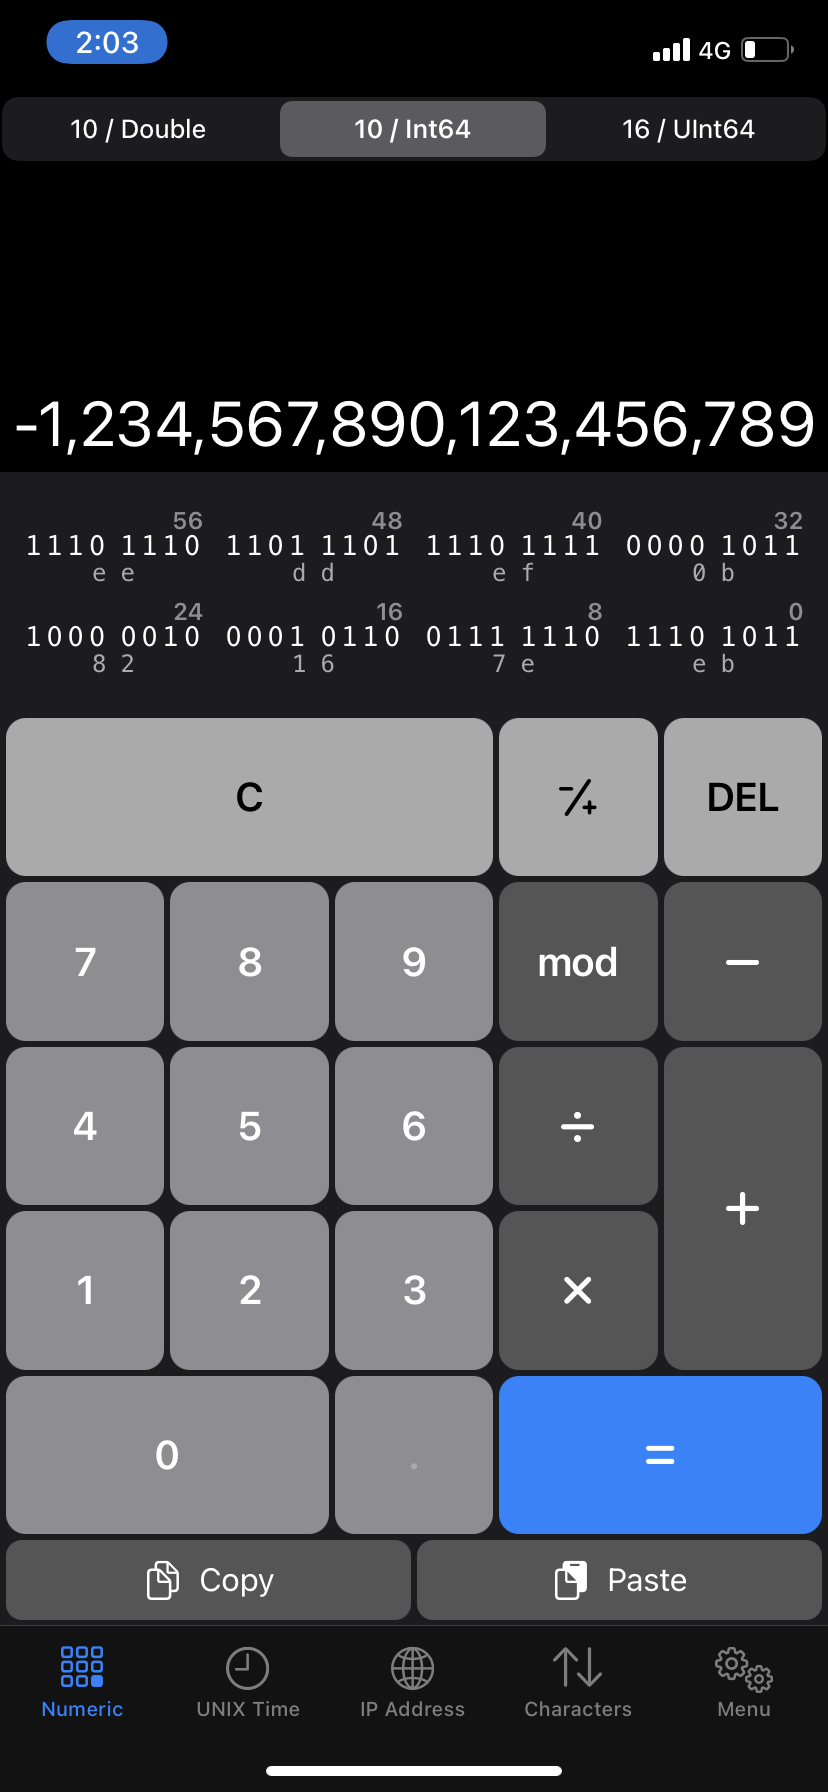 2:03 4G
10 / Double 10 / Int64 16 / UInt64
-1,234,567,890,123,456,789
56 48 40 32
1110 1110 1101 1101 1110 1111 0000 1011
e e d d e f 0 b
24 16 8 0
1000 0010 0001 0110 0111 1110 1110 1011
8 2 1 6 7 e e b
C -/+ DEL
7 8 9 mod −
4 5 6 ÷
+
1 2 3 ×
0 . =
Copy Paste
Numeric UNIX Time IP Address Characters Menu